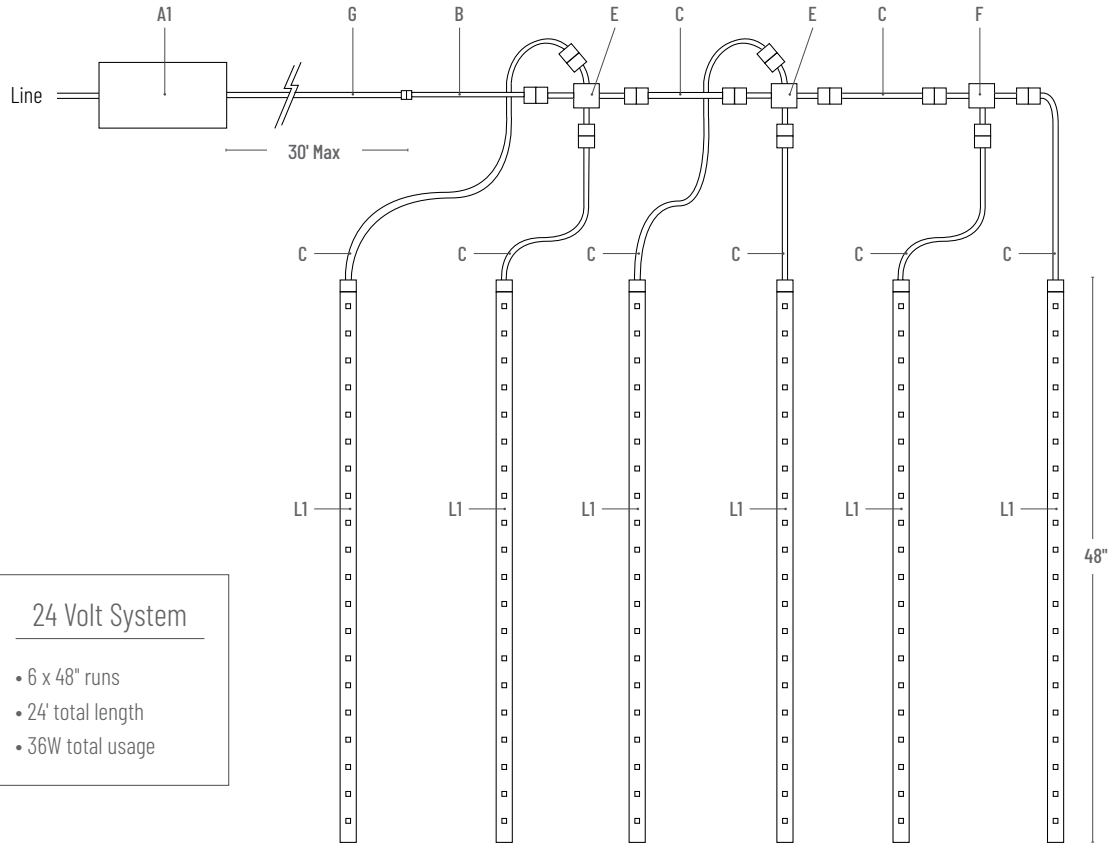 A1
G
B
E
C
E
C
F
Line
30' Max
C
C
C
C
C
C
L1
L1
L1
L1
L1
L1
48"
24 Volt System
• 6 x 48" runs
• 24' total length
• 36W total usage